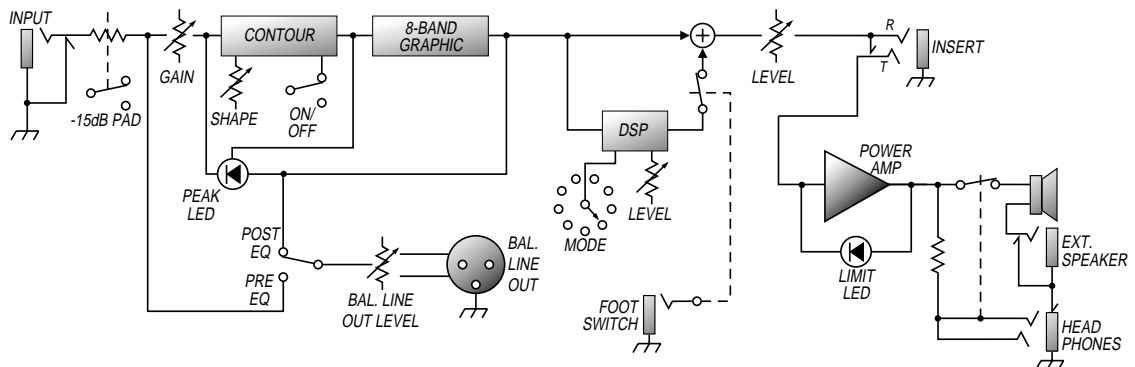 INPUT
-15dB PAD
GAIN
CONTOUR
SHAPE
ON/
OFF
8-BAND
GRAPHIC
PEAK
LED
POST
EQ
PRE
EQ
BAL. LINE
OUT LEVEL
BAL.
LINE
OUT
DSP
MODE
LEVEL
FOOT
SWITCH
LEVEL
R
T
INSERT
POWER
AMP
LIMIT
LED
EXT.
SPEAKER
HEAD
PHONES